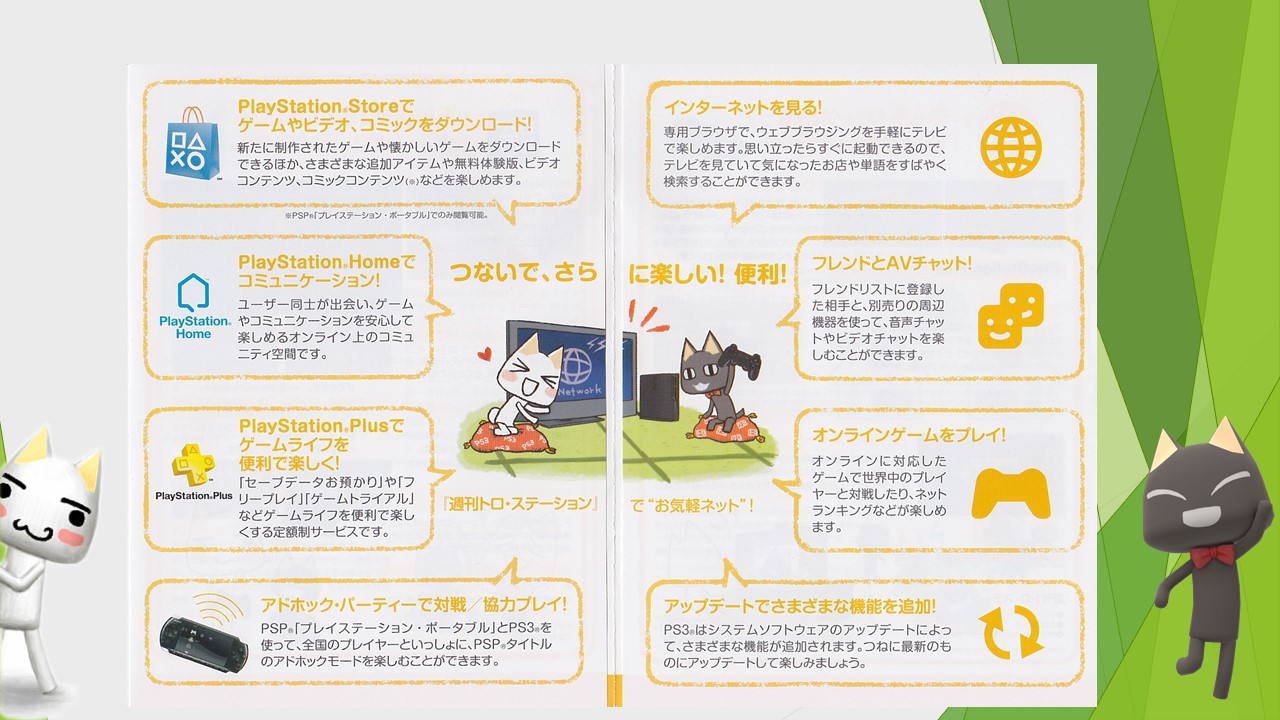 PlayStation®Storeで
ゲームやビデオ、コミックをダウンロード!
新たに制作されたゲームや懐かしいゲームをダウンロード
できるほか、さまざまな追加アイテムや無料体験版、ビデオ
コンテンツ、コミックコンテンツ(※)などを楽しめます。
※PSP®「プレイステーション・ポータブル」でのみ閲覧可能。
インターネットを見る!
専用ブラウザで、ウェブブラウジングを手軽にテレビ
で楽しめます。思い立ったらすぐに起動できるので、
テレビを見ていて気になったお店や単語をすばやく
検索することができます。
PlayStation®Homeで
コミュニケーション!
ユーザー同士が出会い、ゲーム
やコミュニケーションを安心して
楽しめるオンライン上のコミュ
ニティ空間です。
PlayStation®
Home
つないで、さらに楽しい! 便利!
フレンドとAVチャット!
フレンドリストに登録し
た相手と、別売りの周辺
機器を使って、音声チャッ
トやビデオチャットを楽
しむことができます。
Network
PS3
PS3
PlayStation®Plusで
ゲームライフを
便利で楽しく!
「セーブデータお預かり」や「フ
リープレイ」「ゲームトライアル」
などゲームライフを便利で楽し
くする定額制サービスです。
PlayStation®Plus
『週刊トロ・ステーション』で“お気軽ネット”!
オンラインゲームをプレイ!
オンラインに対応した
ゲームで世界中のプレイ
ヤーと対戦したり、ネット
ランキングなどが楽しめ
ます。
アドホック・パーティーで対戦/協力プレイ!
PSP®「プレイステーション・ポータブル」とPS3®を
使って、全国のプレイヤーといっしょに、PSP®タイトル
のアドホックモードを楽しむことができます。
アップデートでさまざまな機能を追加!
PS3®はシステムソフトウェアのアップデートによっ
て、さまざまな機能が追加されます。つねに最新のも
のにアップデートして楽しみましょう。